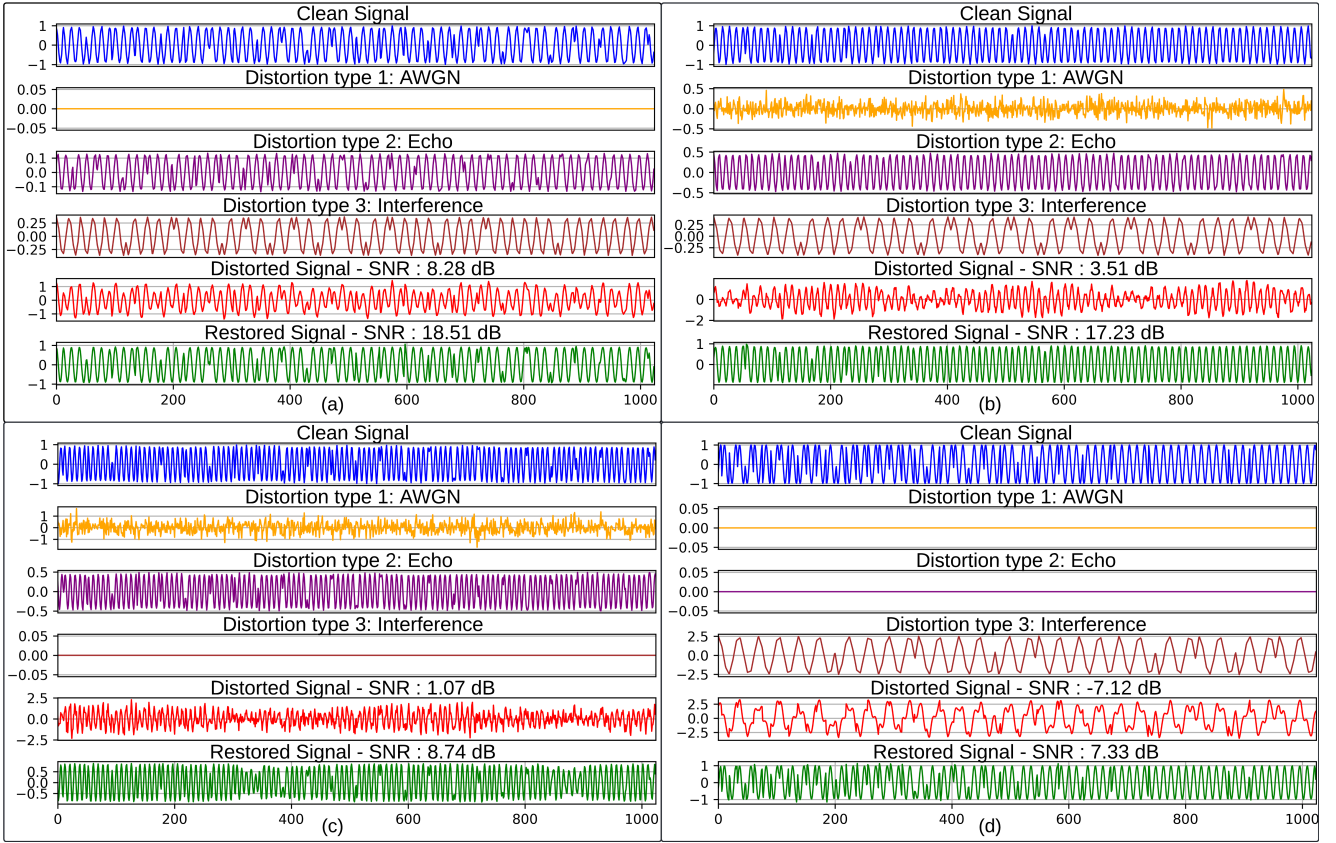 Clean Signal
1
0
−1
Distortion type 1: AWGN
0.05
0.00
−0.05
Distortion type 2: Echo
0.1
0.0
−0.1
Distortion type 3: Interference
0.25
0.00
−0.25
Distorted Signal - SNR : 8.28 dB
1
0
−1
Restored Signal - SNR : 18.51 dB
1
0
−1
0 200 400 600 800 1000
(a)
Clean Signal
1
0
−1
Distortion type 1: AWGN
0.5
0.0
−0.5
Distortion type 2: Echo
0.5
0.0
−0.5
Distortion type 3: Interference
0.25
0.00
−0.25
Distorted Signal - SNR : 3.51 dB
0
−2
Restored Signal - SNR : 17.23 dB
1
0
0 200 400 600 800 1000
(b)
Clean Signal
1
0
−1
Distortion type 1: AWGN
1
0
−1
Distortion type 2: Echo
0.5
0.0
−0.5
Distortion type 3: Interference
0.05
0.00
−0.05
Distorted Signal - SNR : 1.07 dB
2.5
0.0
−2.5
Restored Signal - SNR : 8.74 dB
0.5
0.0
−0.5
0 200 400 600 800 1000
(c)
Clean Signal
1
0
−1
Distortion type 1: AWGN
0.05
0.00
−0.05
Distortion type 2: Echo
0.05
0.00
−0.05
Distortion type 3: Interference
2.5
0.0
−2.5
Distorted Signal - SNR : -7.12 dB
2.5
0.0
−2.5
Restored Signal - SNR : 7.33 dB
1
0
−1
0 200 400 600 800 1000
(d)